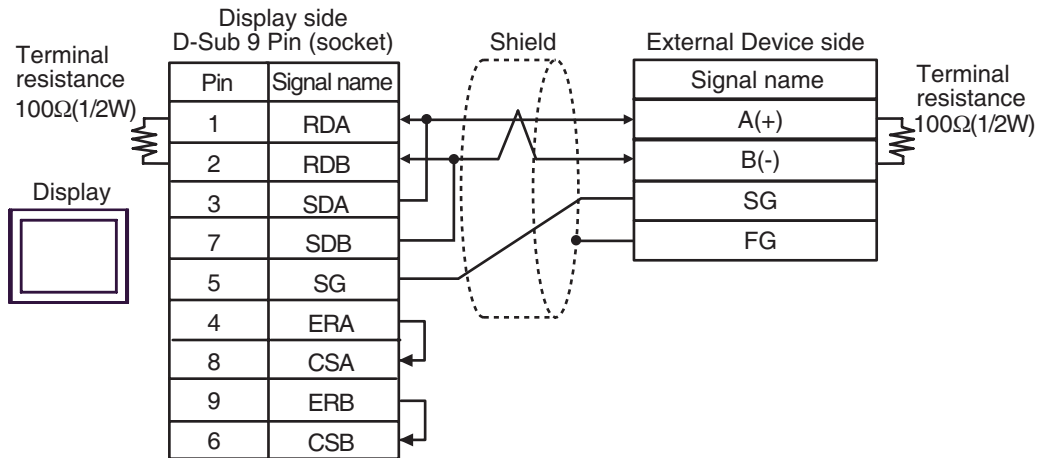 Display side
D-Sub 9 Pin (socket)
Shield
External Device side
Terminal
resistance
100Ω(1/2W)
Pin Signal name
1 RDA
2 RDB
3 SDA
7 SDB
5 SG
4 ERA
8 CSA
9 ERB
6 CSB
Display
Signal name
A(+)
B(-)
SG
FG
Terminal
resistance
100Ω(1/2W)